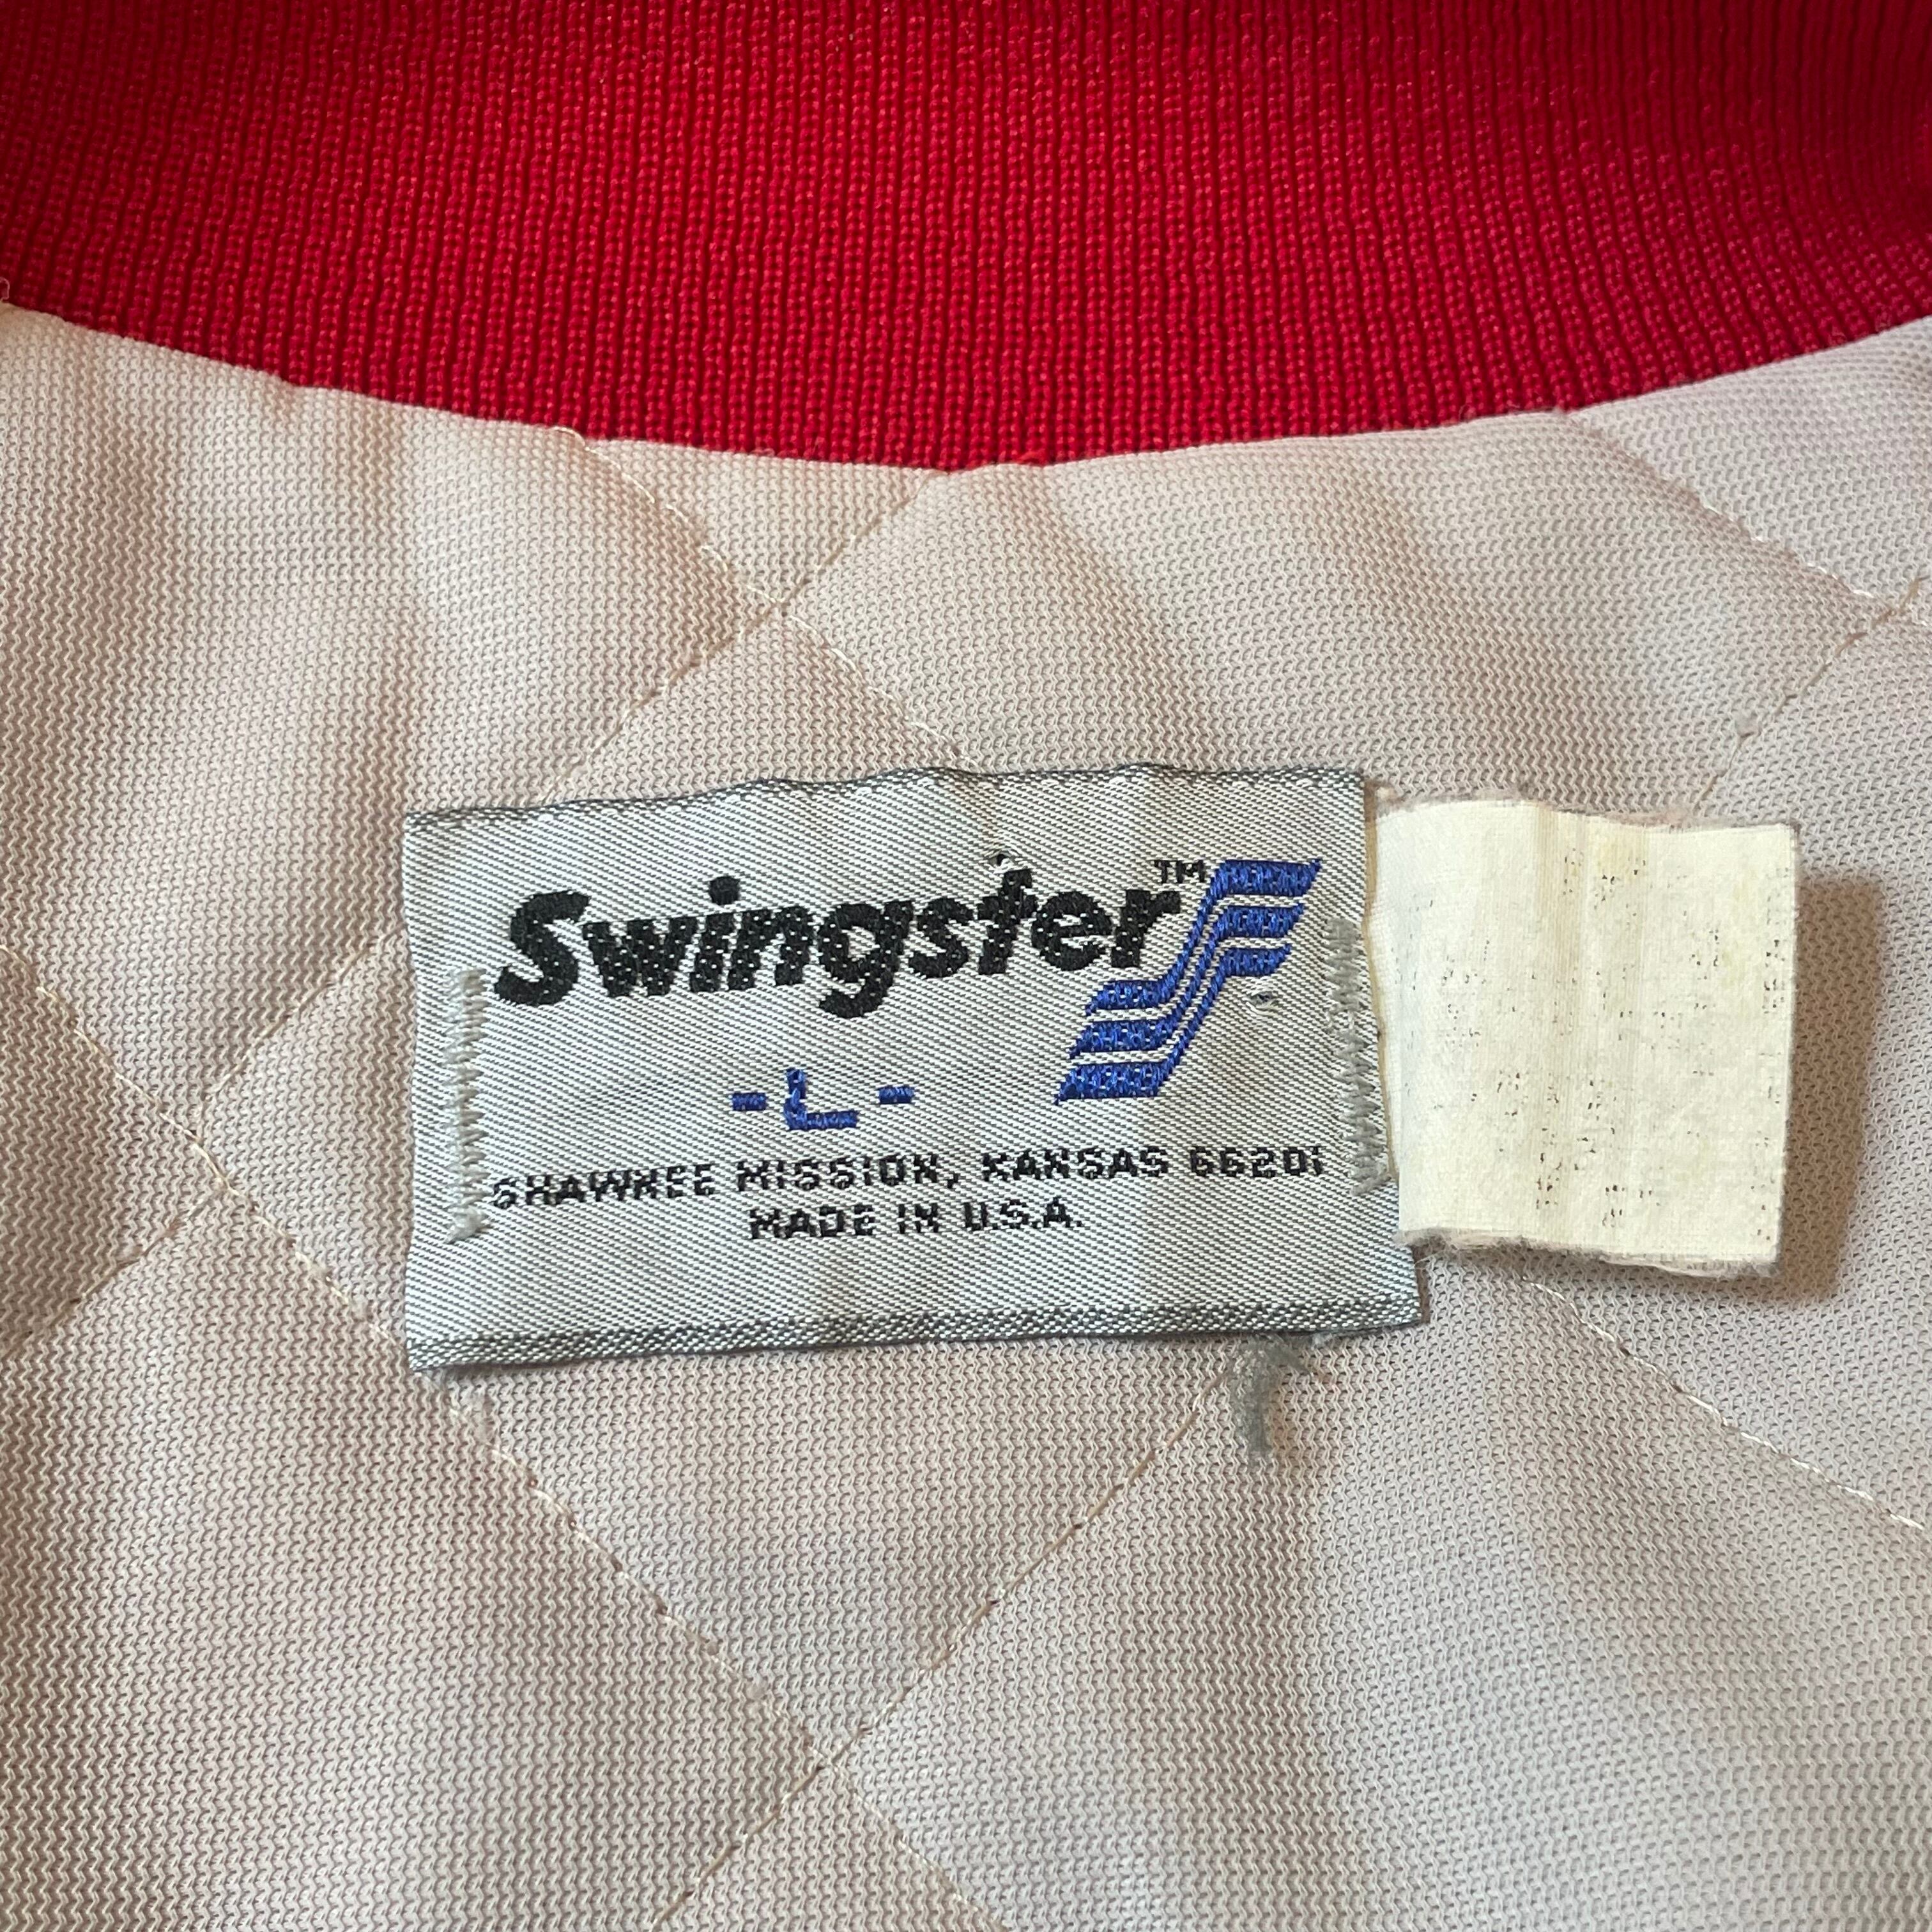 Swingster™
- L -
SHAWNEE MISSION, KANSAS 66201
MADE IN U.S.A.